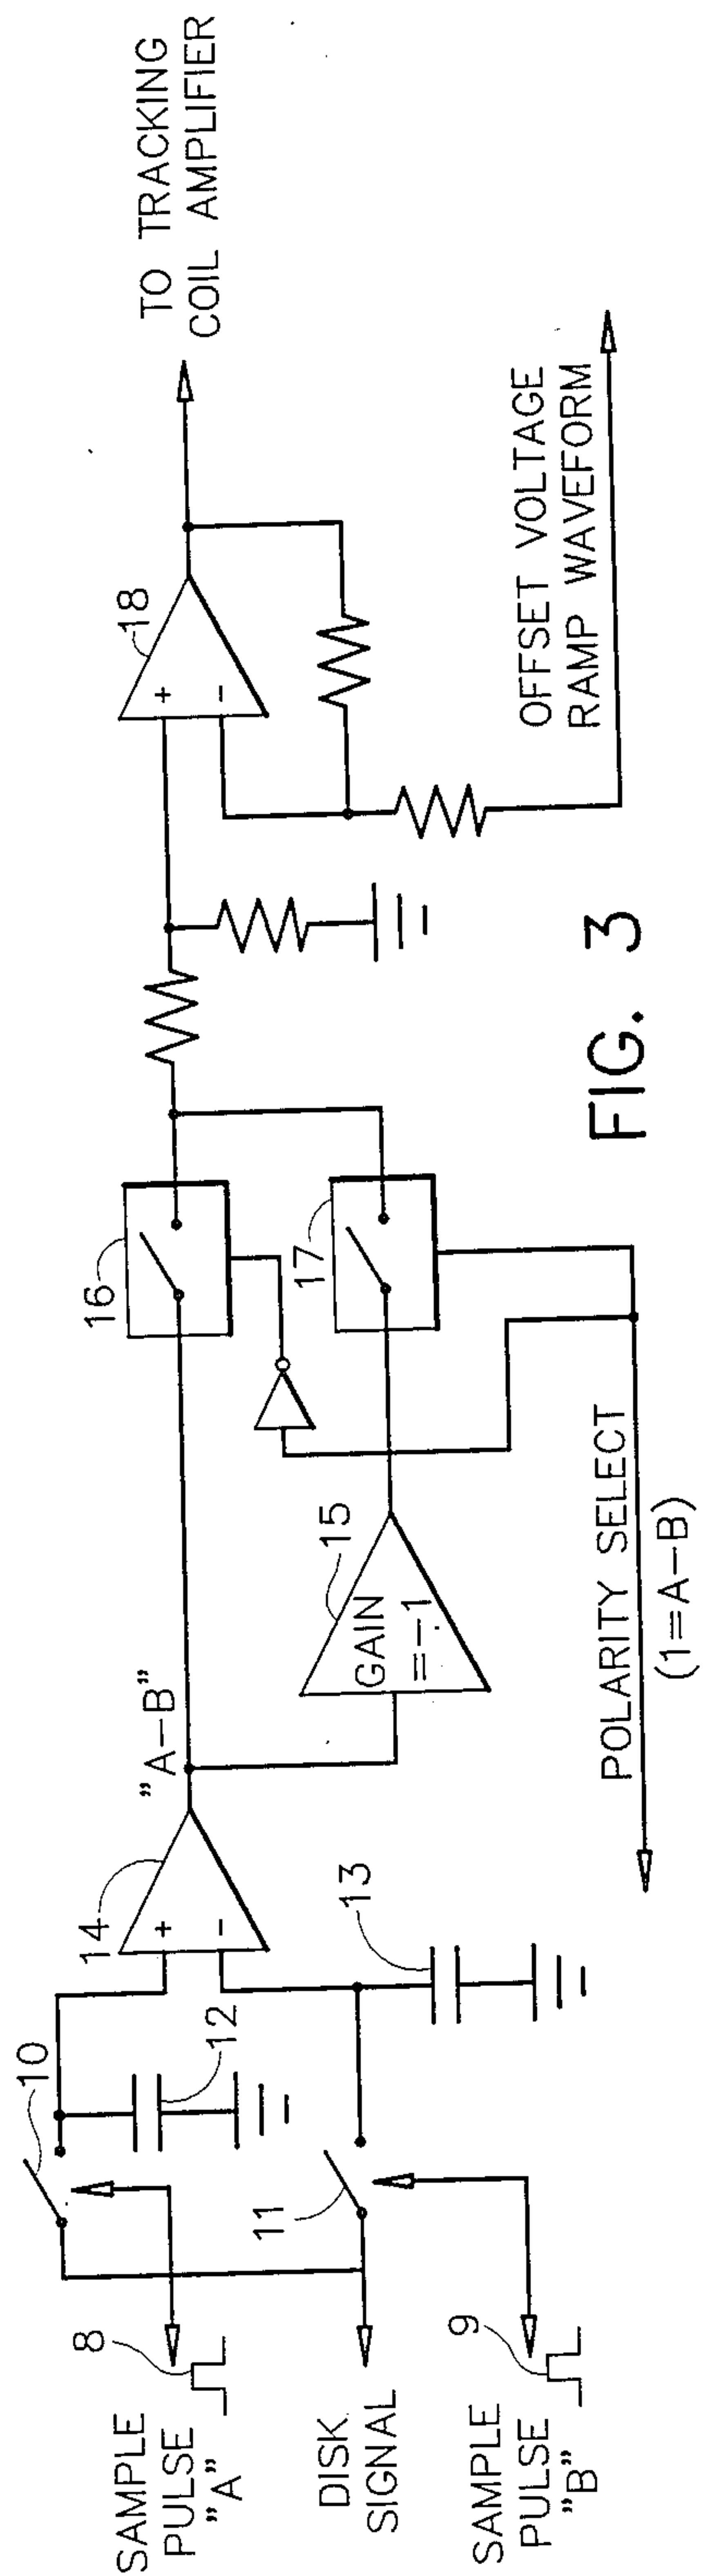 SAMPLE
PULSE
"A"
8
DISK
SIGNAL
SAMPLE
PULSE
"B"
9
10
11
12
13
14
+
−
"A−B"
15
GAIN
=−1
16
17
POLARITY SELECT
(1=A−B)
18
+
−
OFFSET VOLTAGE
RAMP WAVEFORM
TO TRACKING
COIL AMPLIFIER
FIG. 3